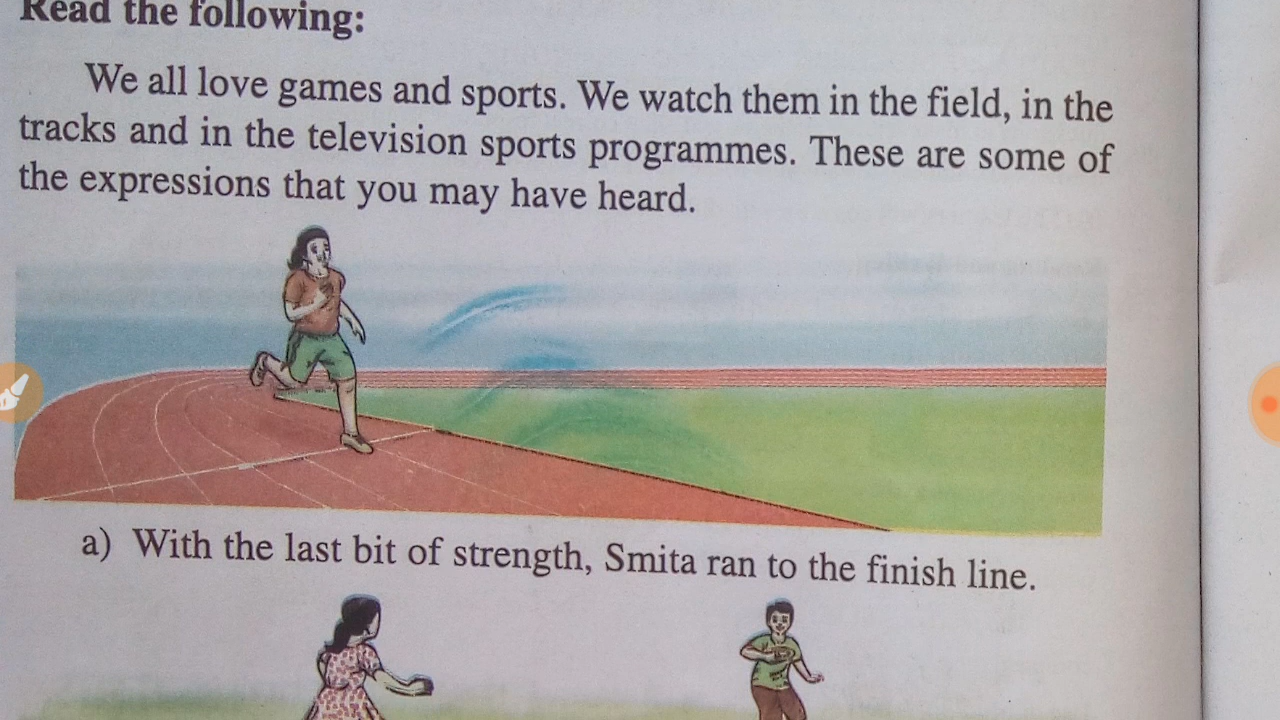 Read the following:
We all love games and sports. We watch them in the field, in the
tracks and in the television sports programmes. These are some of
the expressions that you may have heard.
a) With the last bit of strength, Smita ran to the finish line.